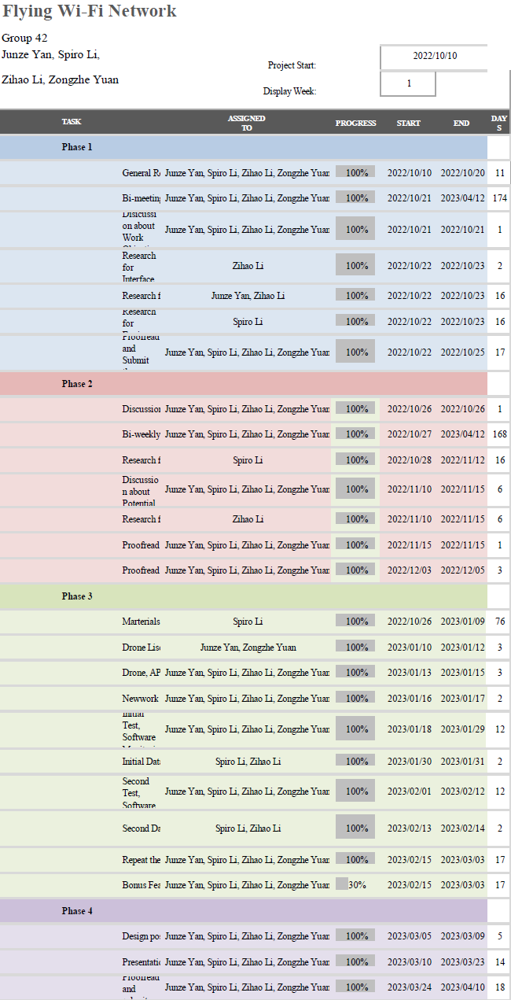 Flying Wi-Fi Network
Group 42
Junze Yan, Spiro Li,
Zihao Li, Zongzhe Yuan
Project Start: 2022/10/10
Display Week: 1
TASK ASSIGNED TO PROGRESS START END DAYS
Phase 1
General Junze Yan, Spiro Li, Zihao Li, Zongzhe Yuan 100% 2022/10/10 2022/10/20 11
Bi-meeting Junze Yan, Spiro Li, Zihao Li, Zongzhe Yuan 100% 2022/10/21 2023/04/12 174
Disicussi
on about
Work
Junze Yan, Spiro Li, Zihao Li, Zongzhe Yuan 100% 2022/10/21 2022/10/21 1
Research
for
Interface
Zihao Li 100% 2022/10/22 2022/10/23 2
Research f Junze Yan, Zihao Li 100% 2022/10/22 2022/10/23 16
Research
for
Spiro Li 100% 2022/10/22 2022/10/23 16
Proofread
and
Submit
Junze Yan, Spiro Li, Zihao Li, Zongzhe Yuan 100% 2022/10/22 2022/10/25 17
Phase 2
Discussion Junze Yan, Spiro Li, Zihao Li, Zongzhe Yuan 100% 2022/10/26 2022/10/26 1
Bi-weekly Junze Yan, Spiro Li, Zihao Li, Zongzhe Yuan 100% 2022/10/27 2023/04/12 168
Research f Spiro Li 100% 2022/10/28 2022/11/12 16
Discussio
n about
Potential
Junze Yan, Spiro Li, Zihao Li, Zongzhe Yuan 100% 2022/11/10 2022/11/15 6
Research f Zihao Li 100% 2022/11/10 2022/11/15 6
Proofread Junze Yan, Spiro Li, Zihao Li, Zongzhe Yuan 100% 2022/11/15 2022/11/15 1
Proofread Junze Yan, Spiro Li, Zihao Li, Zongzhe Yuan 100% 2022/12/03 2022/12/05 3
Phase 3
Marterials Spiro Li 100% 2022/10/26 2023/01/09 76
Drone Lis Junze Yan, Zongzhe Yuan 100% 2023/01/10 2023/01/12 3
Drone, AP Junze Yan, Spiro Li, Zihao Li, Zongzhe Yuan 100% 2023/01/13 2023/01/15 3
Newwork Junze Yan, Spiro Li, Zihao Li, Zongzhe Yuan 100% 2023/01/16 2023/01/17 2
Initial
Test,
Software
Junze Yan, Spiro Li, Zihao Li, Zongzhe Yuan 100% 2023/01/18 2023/01/29 12
Initial Dat Spiro Li, Zihao Li 100% 2023/01/30 2023/01/31 2
Second
Test,
Software
Junze Yan, Spiro Li, Zihao Li, Zongzhe Yuan 100% 2023/02/01 2023/02/12 12
Second Da Spiro Li, Zihao Li 100% 2023/02/13 2023/02/14 2
Repeat the Junze Yan, Spiro Li, Zihao Li, Zongzhe Yuan 100% 2023/02/15 2023/03/03 17
Bonus Fea Junze Yan, Spiro Li, Zihao Li, Zongzhe Yuan 30% 2023/02/15 2023/03/03 17
Phase 4
Design pos Junze Yan, Spiro Li, Zihao Li, Zongzhe Yuan 100% 2023/03/05 2023/03/09 5
Presentatic Junze Yan, Spiro Li, Zihao Li, Zongzhe Yuan 100% 2023/03/10 2023/03/23 14
Proofread
and
Junze Yan, Spiro Li, Zihao Li, Zongzhe Yuan 100% 2023/03/24 2023/04/10 18